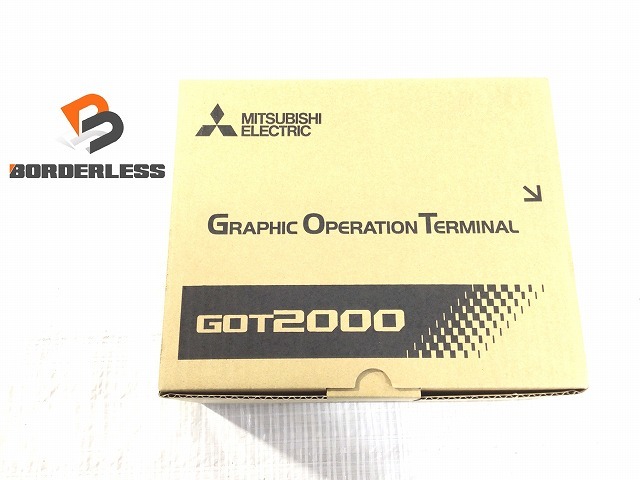 MITSUBISHI
ELECTRIC
BORDERLESS
GRAPHIC OPERATION TERMINAL
GOT2000